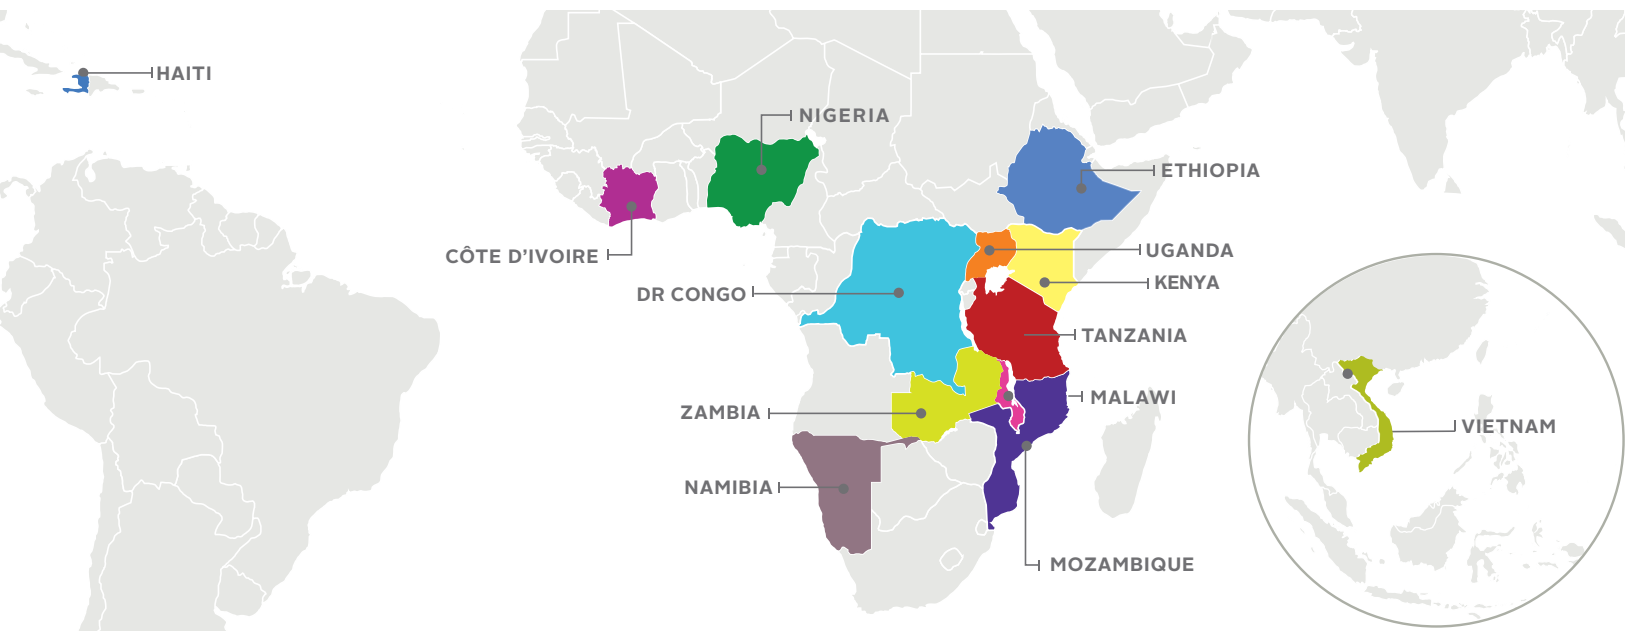 HAITI
NIGERIA
ETHIOPIA
CÔTE D’IVOIRE
UGANDA
KENYA
DR CONGO
TANZANIA
MALAWI
ZAMBIA
VIETNAM
NAMIBIA
MOZAMBIQUE